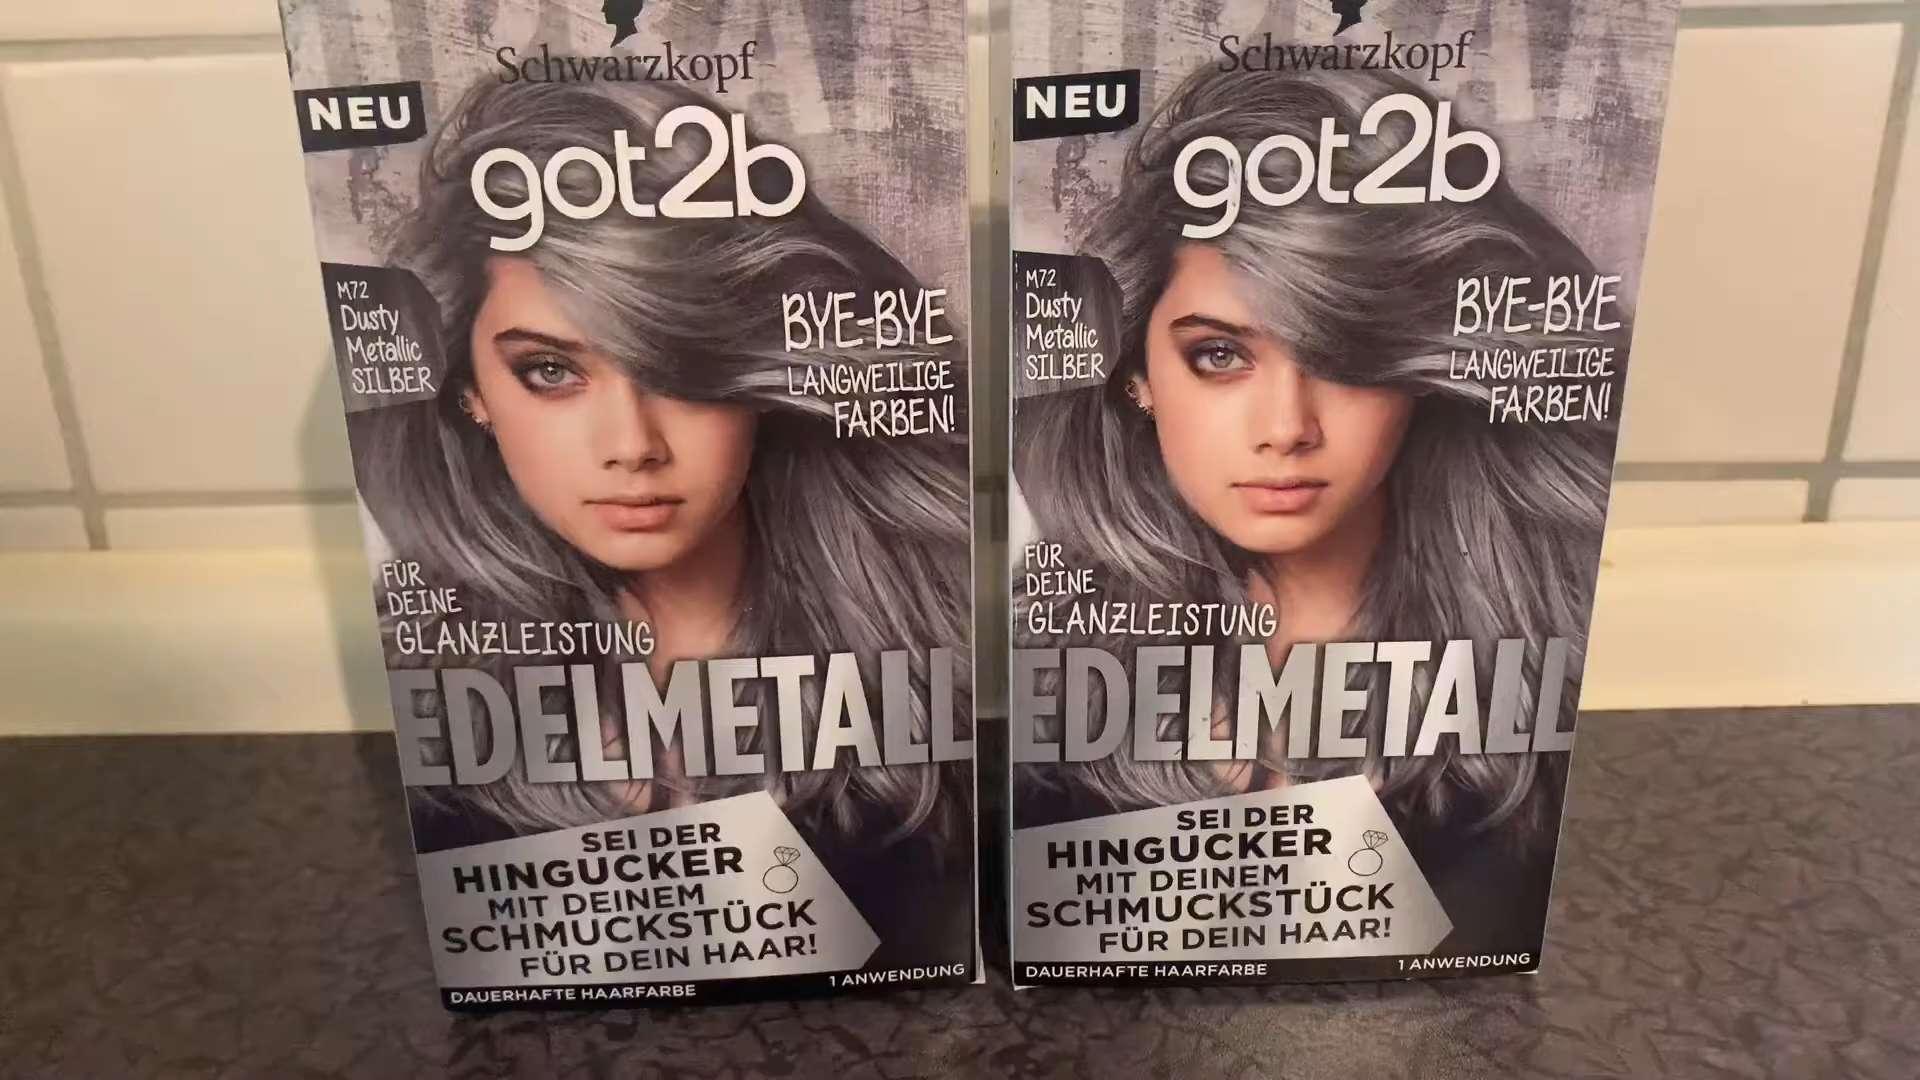 Schwarzkopf
NEU
got2b
M72
Dusty
Metallic
SILBER
BYE-BYE
LANGWEILIGE
FARBEN!
FÜR
DEINE
GLANZLEISTUNG
EDELMETALL
SEI DER
HINGUCKER
MIT DEINEM
SCHMUCKSTÜCK
FÜR DEIN HAAR!
DAUERHAFTE HAARFARBE
1 ANWENDUNG
Schwarzkopf
NEU
got2b
M72
Dusty
Metallic
SILBER
BYE-BYE
LANGWEILIGE
FARBEN!
FÜR
DEINE
GLANZLEISTUNG
EDELMETALL
SEI DER
HINGUCKER
MIT DEINEM
SCHMUCKSTÜCK
FÜR DEIN HAAR!
DAUERHAFTE HAARFARBE
1 ANWENDUNG